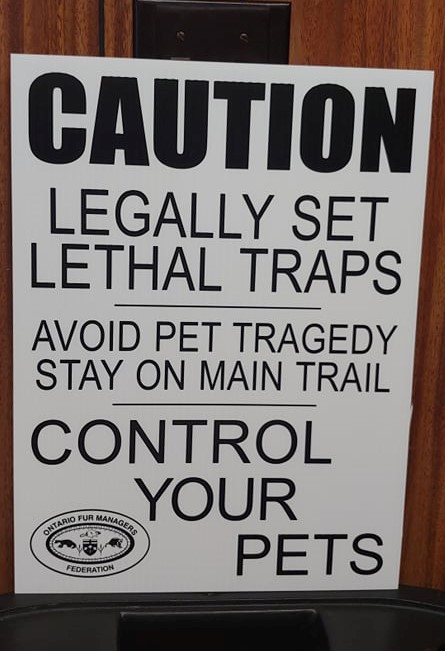 CAUTION
LEGALLY SET
LETHAL TRAPS
AVOID PET TRAGEDY
STAY ON MAIN TRAIL
CONTROL
YOUR
PETS
ONTARIO FUR MANAGERS
FEDERATION